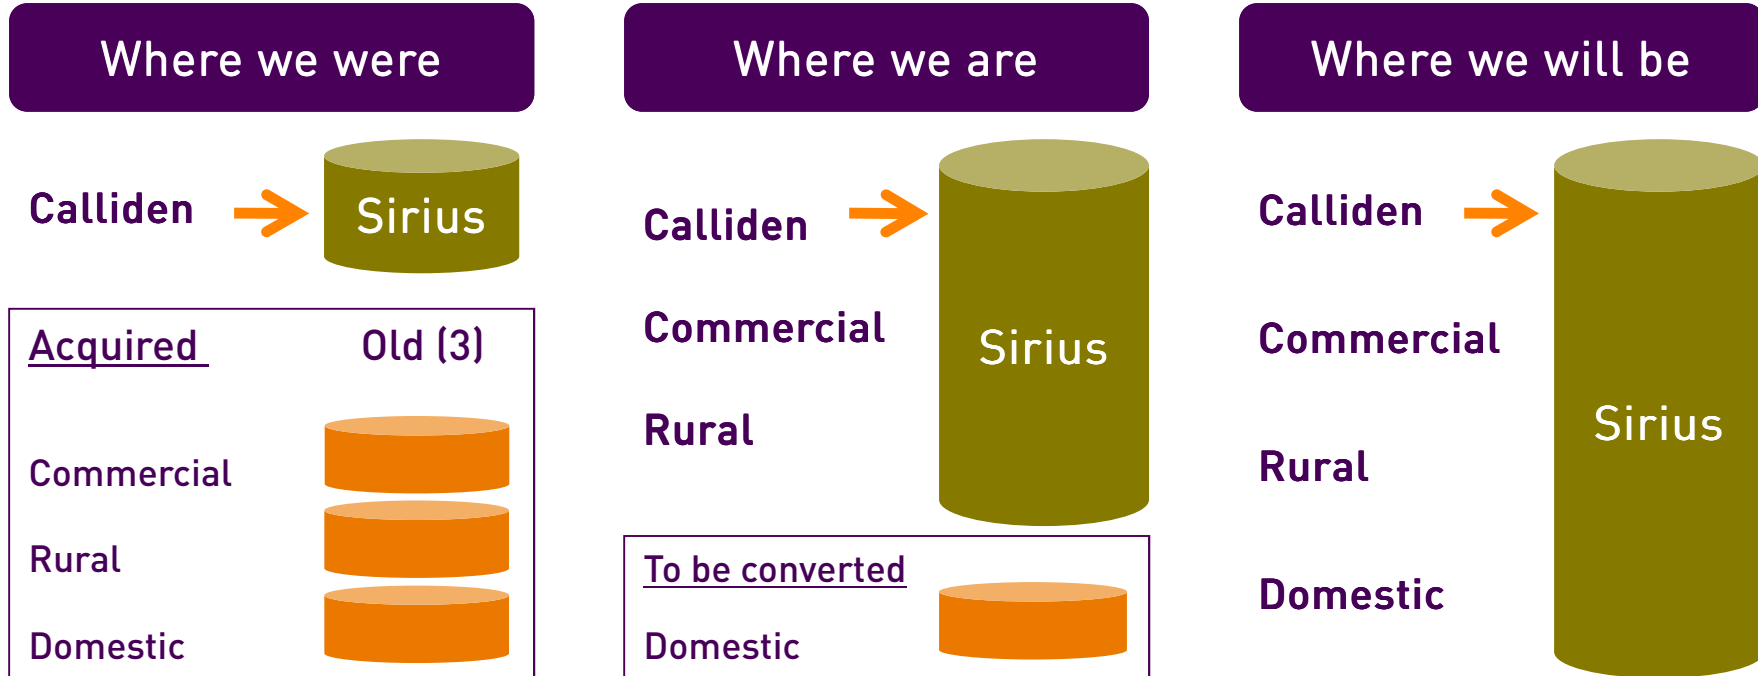 Where we were
Calliden
Sirius
Acquired Old (3)
Commercial
Rural
Domestic
Where we are
Calliden
Commercial
Sirius
Rural
To be converted
Domestic
Where we will be
Calliden
Commercial
Sirius
Rural
Domestic